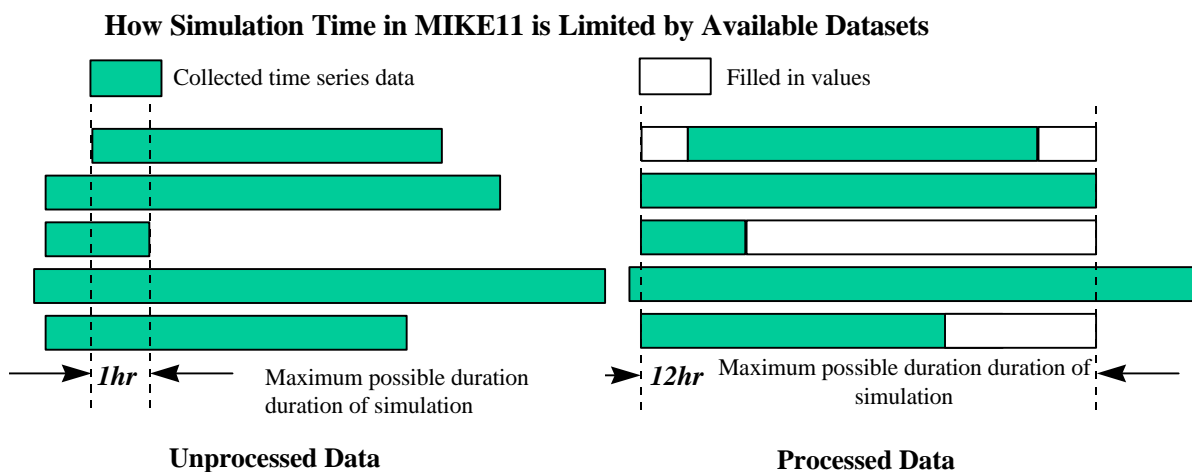 How Simulation Time in MIKE11 is Limited by Available Datasets
Collected time series data
Filled in values
1hr
Maximum possible duration
duration of simulation
12hr
Maximum possible duration duration of
simulation
Unprocessed Data
Processed Data